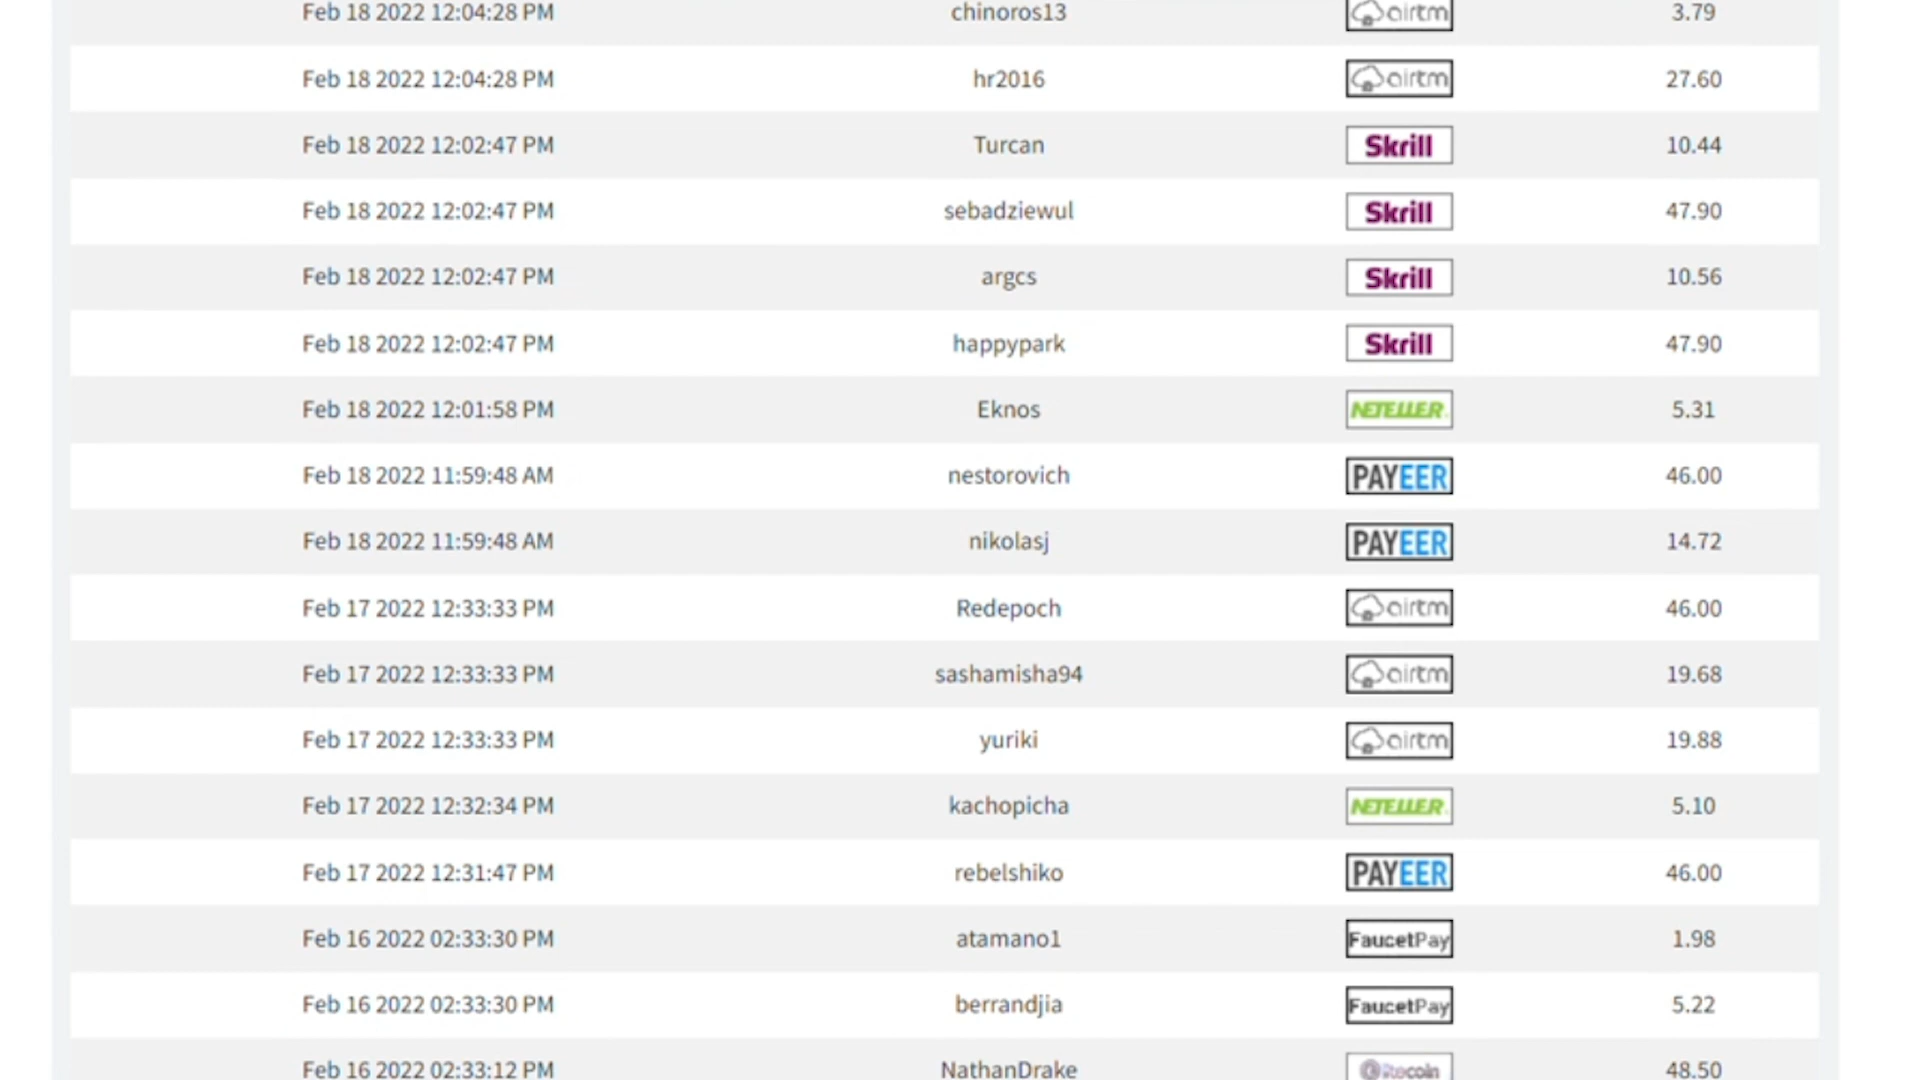 Feb 18 2022 12:04:28 PM chinoros13 airtm 3.79
Feb 18 2022 12:04:28 PM hr2016 airtm 27.60
Feb 18 2022 12:02:47 PM Turcan Skrill 10.44
Feb 18 2022 12:02:47 PM sebadziewul Skrill 47.90
Feb 18 2022 12:02:47 PM argcs Skrill 10.56
Feb 18 2022 12:02:47 PM happypark Skrill 47.90
Feb 18 2022 12:01:58 PM Eknos NETELLER 5.31
Feb 18 2022 11:59:48 AM nestorovich PAYEER 46.00
Feb 18 2022 11:59:48 AM nikolasj PAYEER 14.72
Feb 17 2022 12:33:33 PM Redepoch airtm 46.00
Feb 17 2022 12:33:33 PM sashamisha94 airtm 19.68
Feb 17 2022 12:33:33 PM yuriki airtm 19.88
Feb 17 2022 12:32:34 PM kachopicha NETELLER 5.10
Feb 17 2022 12:31:47 PM rebelshiko PAYEER 46.00
Feb 16 2022 02:33:30 PM atamano1 FaucetPay 1.98
Feb 16 2022 02:33:30 PM berrandjia FaucetPay 5.22
Feb 16 2022 02:33:12 PM NathanDrake 48.50